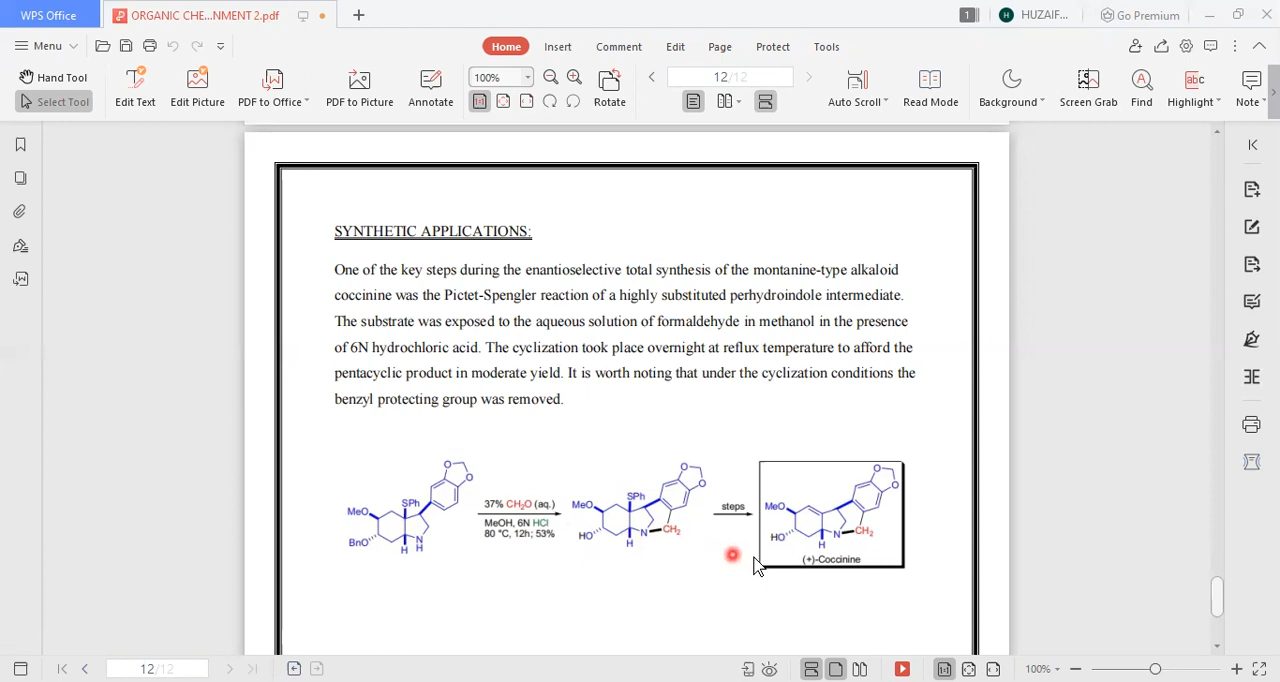 WPS Office
ORGANIC CHE...NMENT 2.pdf
1
H
HUZAIF...
Go Premium
Menu
Home
Insert
Comment
Edit
Page
Protect
Tools
Hand Tool
Select Tool
Edit Text
Edit Picture
PDF to Office
PDF to Picture
Annotate
100%
Rotate
12/12
Auto Scroll
Read Mode
Background
Screen Grab
Find
Highlight
Note
SYNTHETIC APPLICATIONS:
One of the key steps during the enantioselective total synthesis of the montanine-type alkaloid
coccinine was the Pictet-Spengler reaction of a highly substituted perhydroindole intermediate.
The substrate was exposed to the aqueous solution of formaldehyde in methanol in the presence
of 6N hydrochloric acid. The cyclization took place overnight at reflux temperature to afford the
pentacyclic product in moderate yield. It is worth noting that under the cyclization conditions the
benzyl protecting group was removed.
MeO
BnO
SPh
O
O
H
N
H
37% CH2O (aq.)
MeOH, 6N HCl
80 °C, 12h; 53%
MeO
HO
SPh
O
O
H
N
CH2
steps
MeO
HO
O
O
H
N
CH2
(+)-Coccinine
12/12
100%